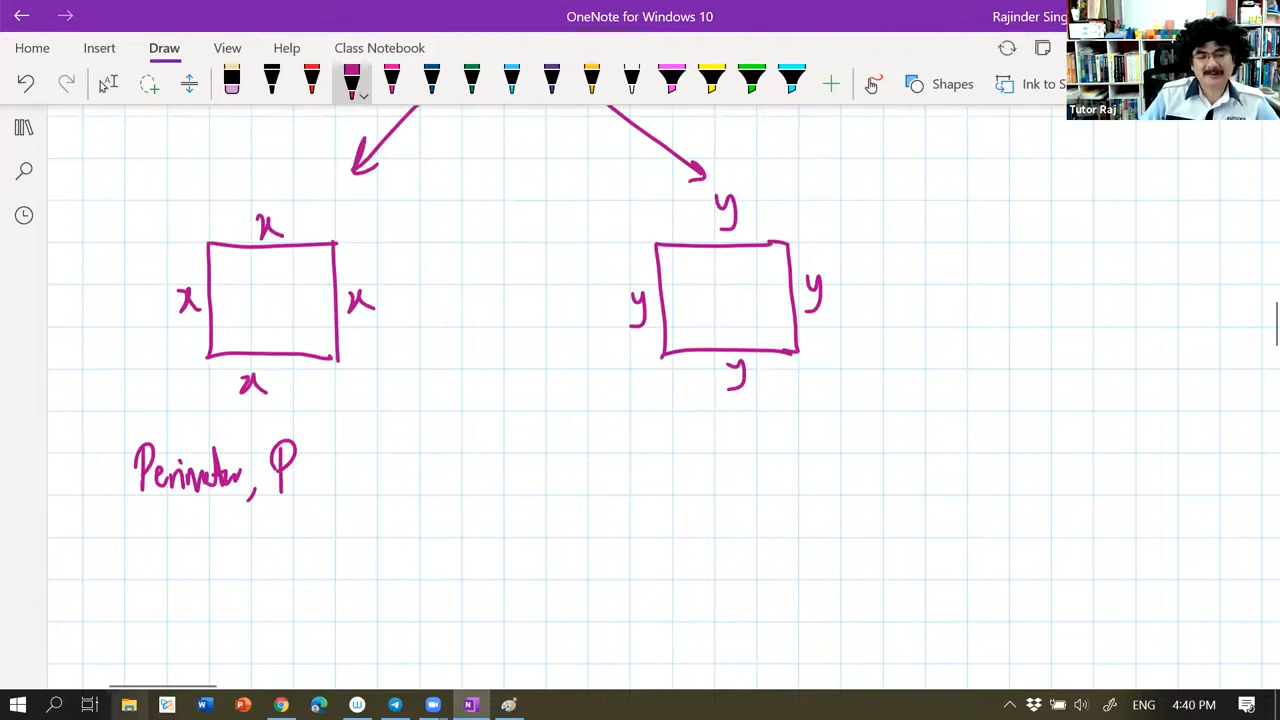 OneNote for Windows 10
Rajinder Sing
Home Insert Draw View Help Class Notebook
Shapes
Ink to S
Tutor Raj
y
x
x
x
y
y
x
y
Perimeter, P
ENG
4:40 PM